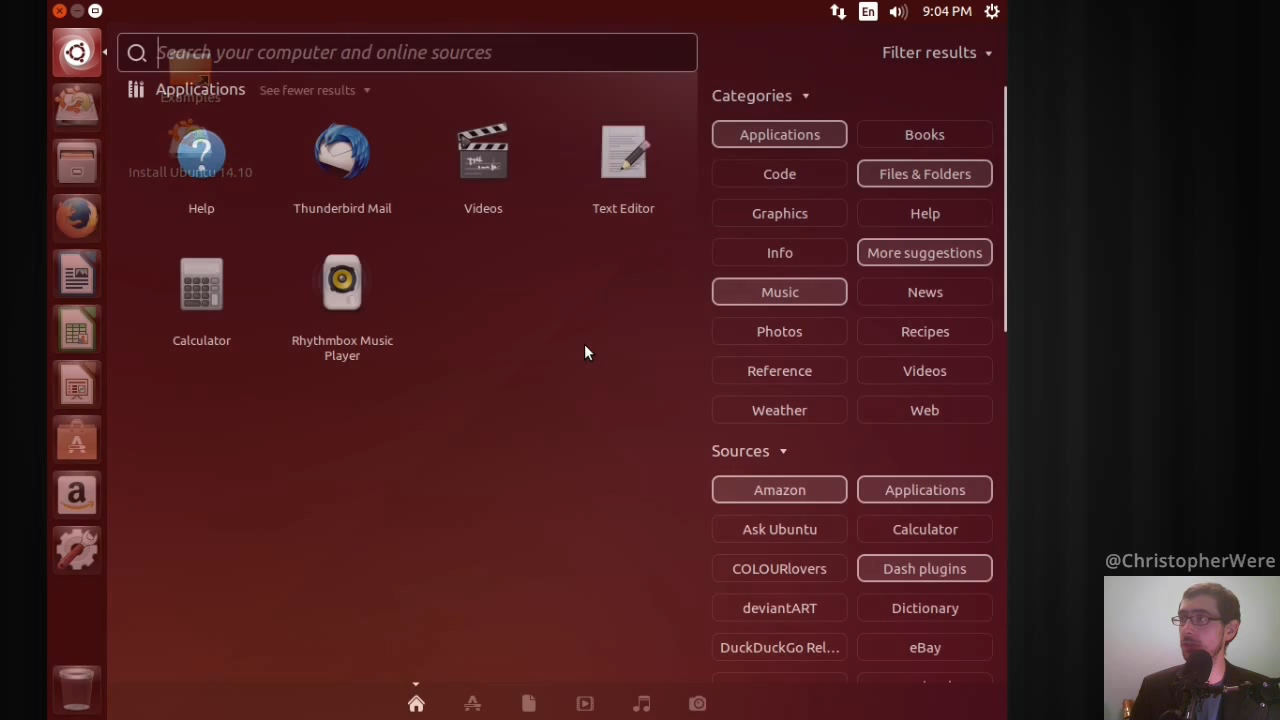 En
9:04 PM
Search your computer and online sources
Filter results
Examples
Applications
See fewer results
Install Ubuntu 14.10
Help
Thunderbird Mail
Videos
Text Editor
Calculator
Rhythmbox Music
Player
Categories
Applications
Books
Code
Files & Folders
Graphics
Help
Info
More suggestions
Music
News
Photos
Recipes
Reference
Videos
Weather
Web
Sources
Amazon
Applications
Ask Ubuntu
Calculator
COLOURlovers
Dash plugins
deviantART
Dictionary
DuckDuckGo Rel...
eBay
@ChristopherWere